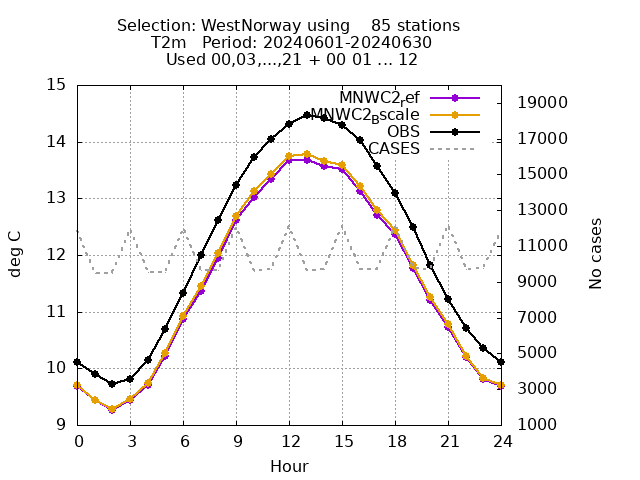 Selection: WestNorway using    85 stations
T2m   Period: 20240601-20240630
Used 00,03,...,21 + 00 01 ... 12
MNWC2ref
MNWC2Bscale
OBS
CASES
15
14
13
12
11
10
9
deg C
19000
17000
15000
13000
11000
9000
7000
5000
3000
1000
No cases
0 3 6 9 12 15 18 21 24
Hour